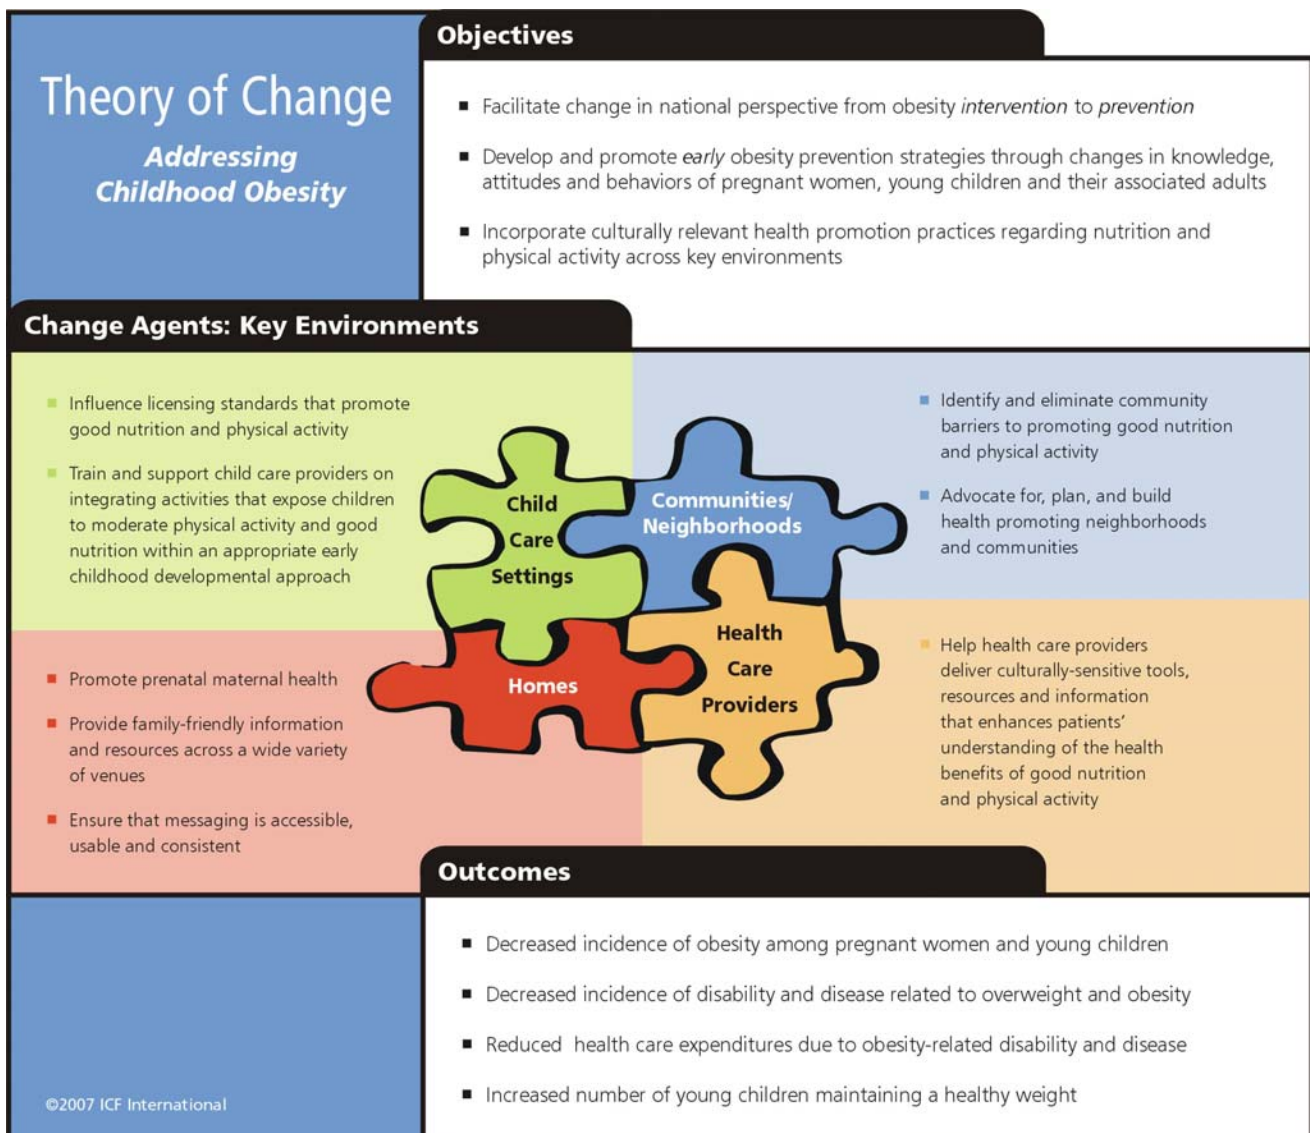 Theory of Change
Addressing
Childhood Obesity
Objectives
■ Facilitate change in national perspective from obesity intervention to prevention
■ Develop and promote early obesity prevention strategies through changes in knowledge,
attitudes and behaviors of pregnant women, young children and their associated adults
■ Incorporate culturally relevant health promotion practices regarding nutrition and
physical activity across key environments
Change Agents: Key Environments
■ Influence licensing standards that promote
good nutrition and physical activity
■ Train and support child care providers on
integrating activities that expose children
to moderate physical activity and good
nutrition within an appropriate early
childhood developmental approach
Child
Care
Settings
Communities/
Neighborhoods
■ Identify and eliminate community
barriers to promoting good nutrition
and physical activity
■ Advocate for, plan, and build
health promoting neighborhoods
and communities
■ Promote prenatal maternal health
■ Provide family-friendly information
and resources across a wide variety
of venues
■ Ensure that messaging is accessible,
usable and consistent
Homes
Health
Care
Providers
■ Help health care providers
deliver culturally-sensitive tools,
resources and information
that enhances patients’
understanding of the health
benefits of good nutrition
and physical activity
Outcomes
■ Decreased incidence of obesity among pregnant women and young children
■ Decreased incidence of disability and disease related to overweight and obesity
■ Reduced health care expenditures due to obesity-related disability and disease
■ Increased number of young children maintaining a healthy weight
©2007 ICF International